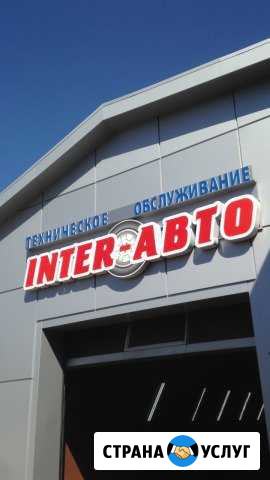 ТЕХНИЧЕСКОЕ ОБСЛУЖИВАНИЕ
INTER АВТО
СТРАНА УСЛУГ